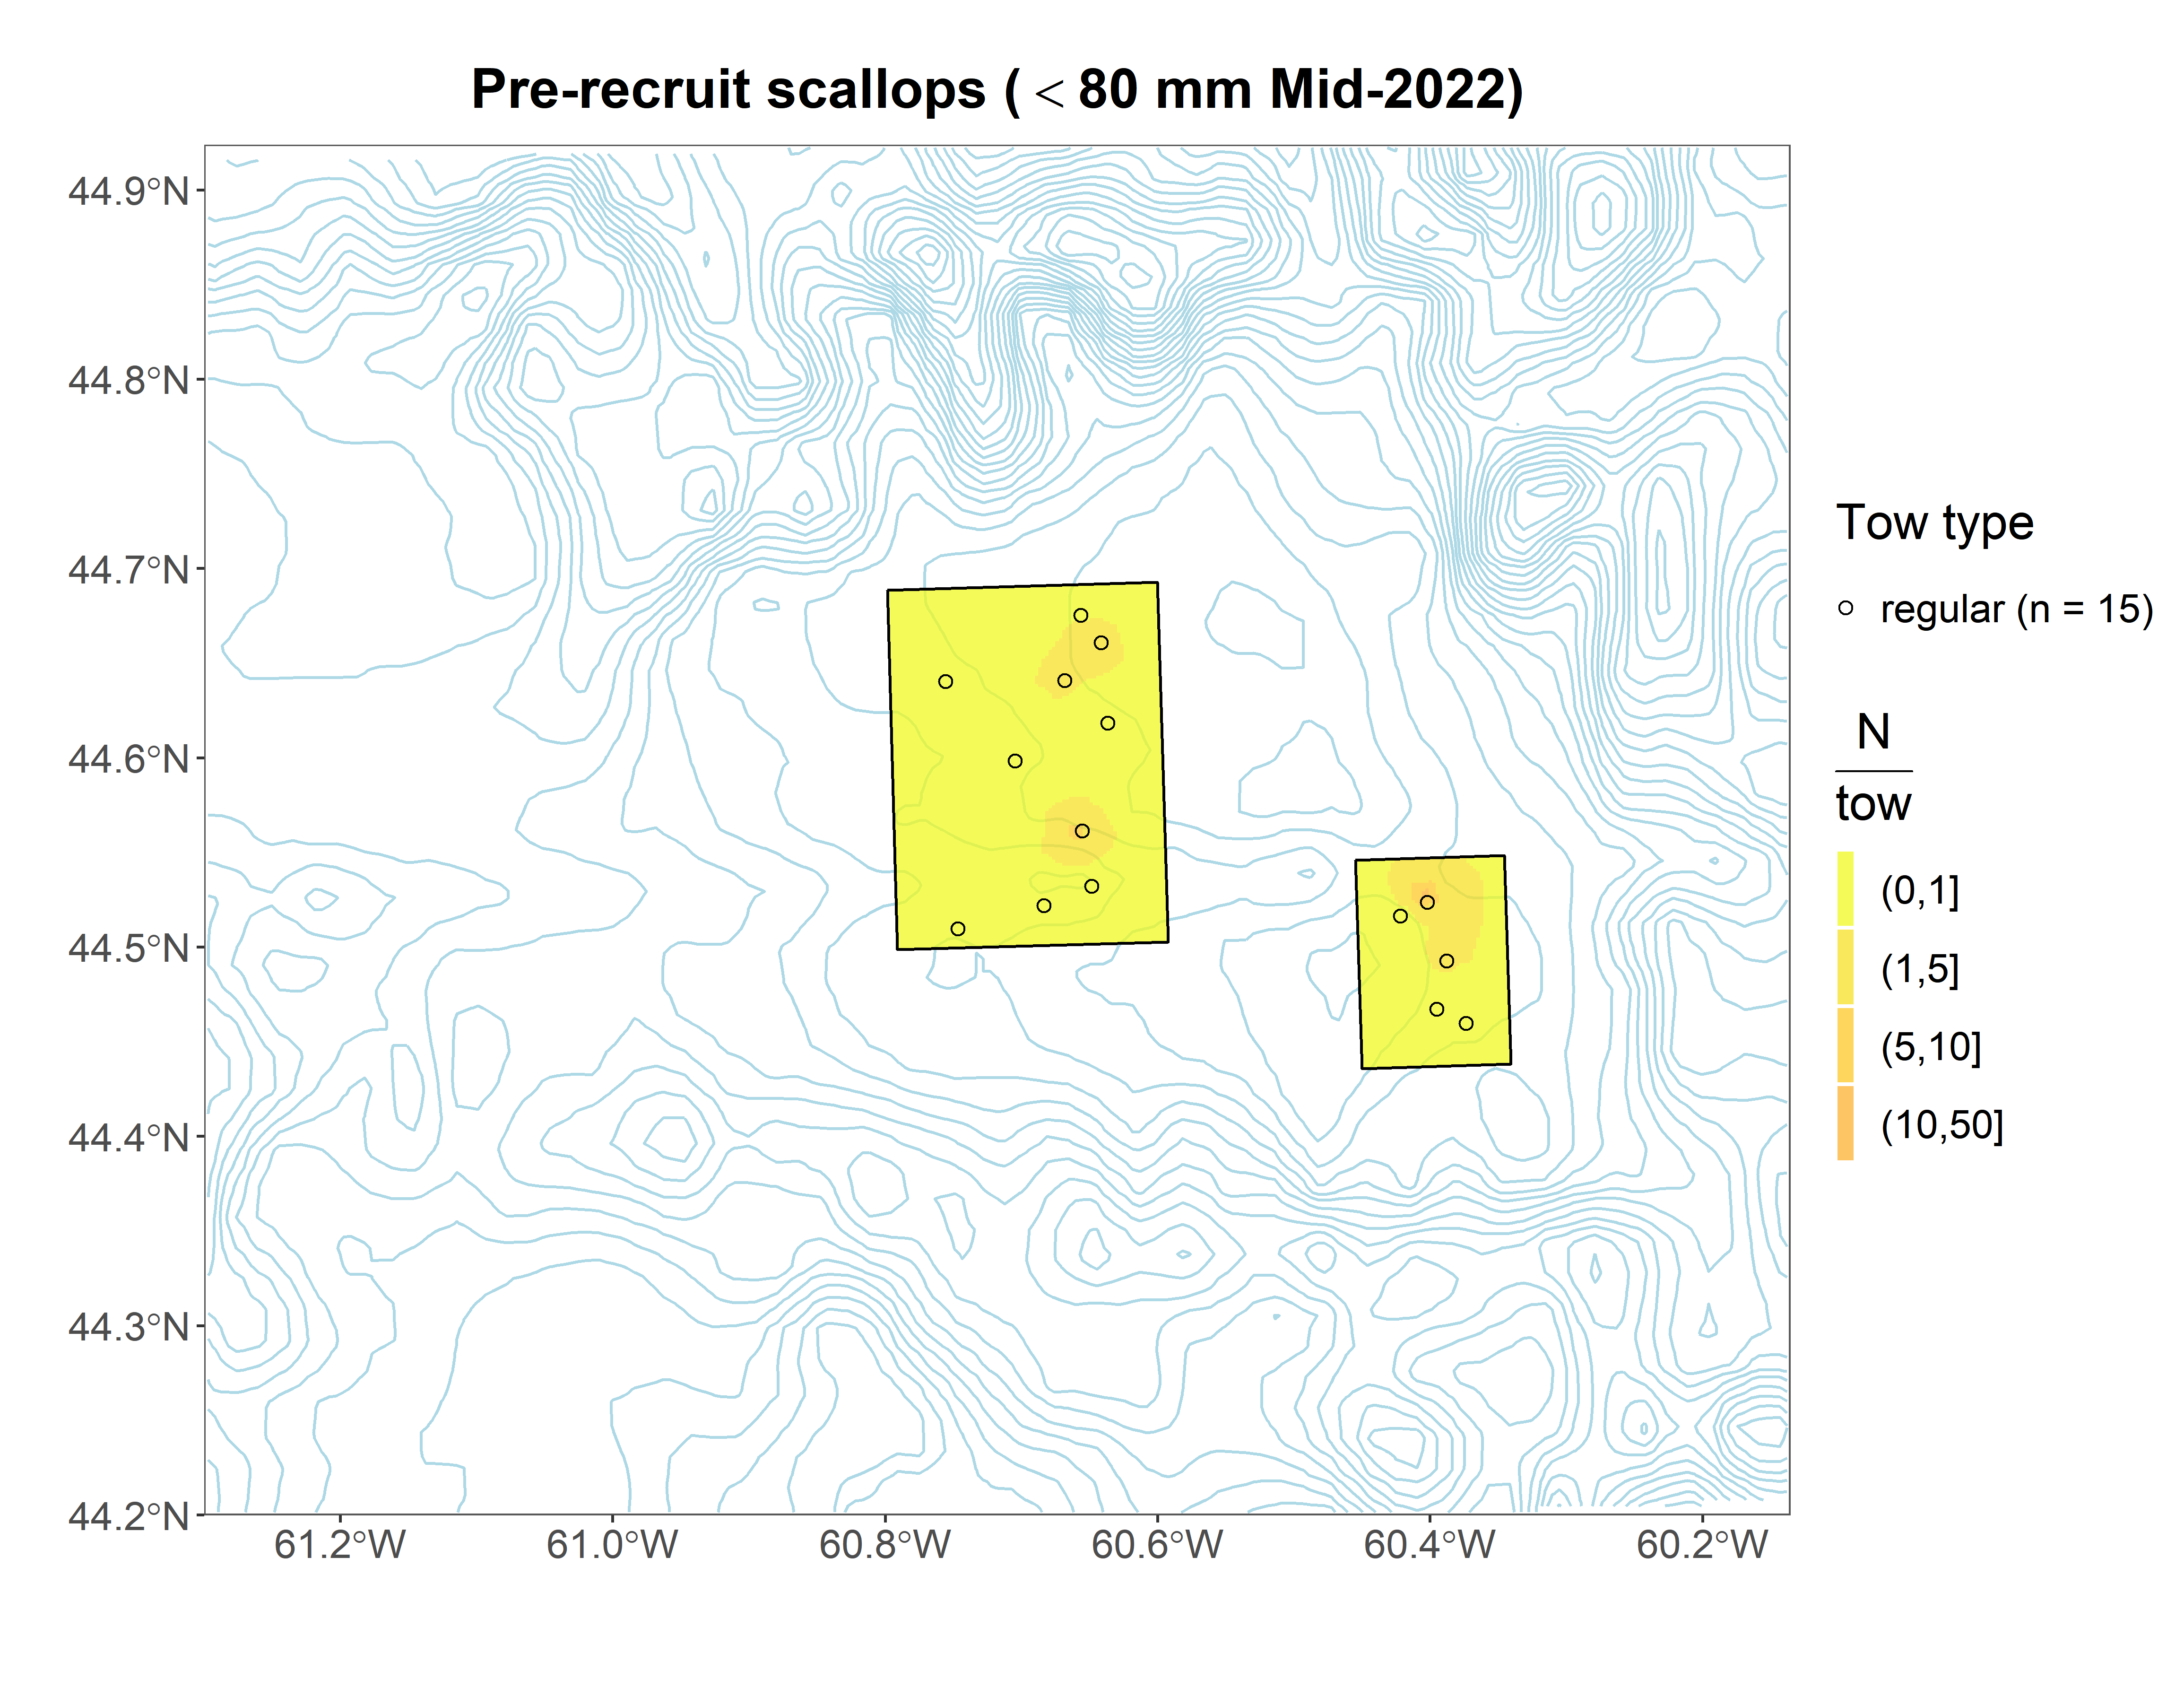 Pre-recruit scallops ( < 80 mm Mid-2022)
44.9°N
44.8°N
44.7°N
44.6°N
44.5°N
44.4°N
44.3°N
44.2°N
61.2°W
61.0°W
60.8°W
60.6°W
60.4°W
60.2°W
Tow type
regular (n = 15)
N
tow
(0,1]
(1,5]
(5,10]
(10,50]